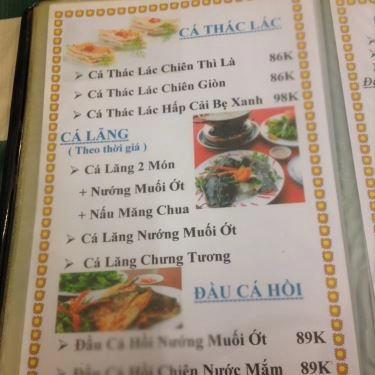 CÁ THÁC LÁC
➢ Cá Thác Lác Chiên Thì Là 86K
➢ Cá Thác Lác Chiên Giòn 86K
➢ Cá Thác Lác Hấp Cải Bẹ Xanh 98K
CÁ LĂNG
( Theo thời giá )
➢ Cá Lăng 2 Món
+ Nướng Muối Ớt
+ Nấu Măng Chua
➢ Cá Lăng Nướng Muối Ớt
➢ Cá Lăng Chưng Tương
ĐẦU CÁ HỒI
➢ Đầu Cá Hồi Nướng Muối Ớt 89K
➢ Đầu Cá Hồi Chiên Nước Mắm 89K